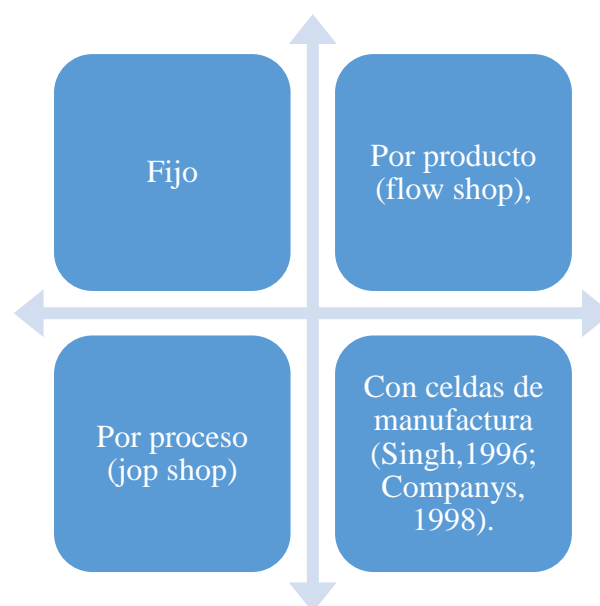 Fijo
Por producto
(flow shop),
Por proceso
(jop shop)
Con celdas de
manufactura
(Singh,1996;
Companys,
1998).